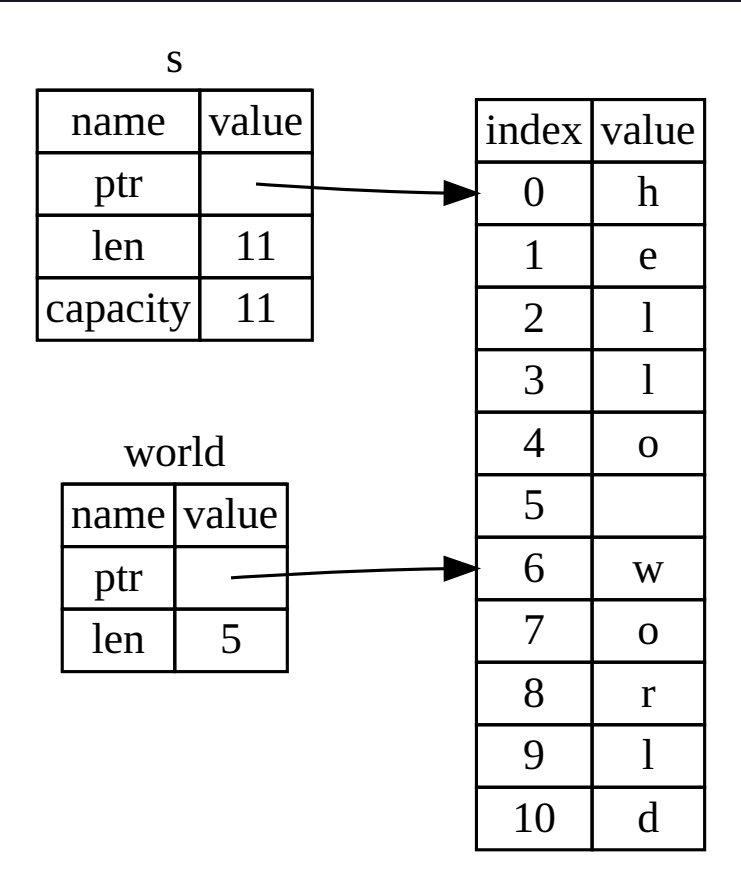 s
name value
ptr
len 11
capacity 11
world
name value
ptr
len 5
index value
0 h
1 e
2 l
3 l
4 o
5
6 w
7 o
8 r
9 l
10 d